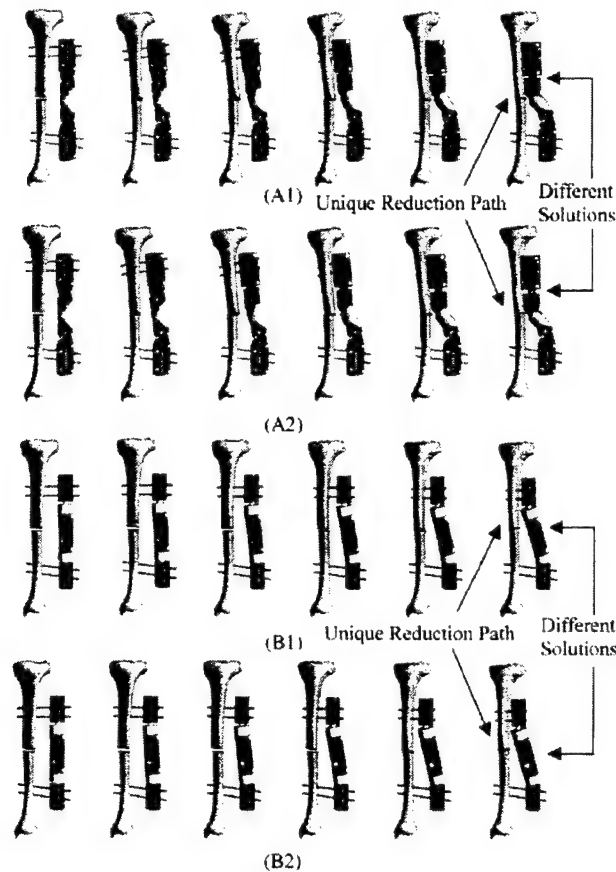 (A1)
Unique Reduction Path
Different
Solutions
(A2)
(B1)
Unique Reduction Path
Different
Solutions
(B2)